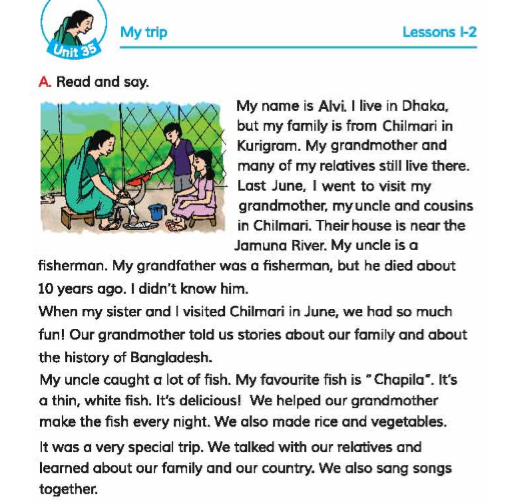 Unit 35
My trip
Lessons 1-2
A. Read and say.
My name is Alvi. I live in Dhaka,
but my family is from Chilmari in
Kurigram. My grandmother and
many of my relatives still live there.
Last June, I went to visit my
grandmother, my uncle and cousins
in Chilmari. Their house is near the
Jamuna River. My uncle is a
fisherman. My grandfather was a fisherman, but he died about
10 years ago. I didn't know him.
When my sister and I visited Chilmari in June, we had so much
fun! Our grandmother told us stories about our family and about
the history of Bangladesh.
My uncle caught a lot of fish. My favourite fish is "Chapila". It's
a thin, white fish. It's delicious! We helped our grandmother
make the fish every night. We also made rice and vegetables.
It was a very special trip. We talked with our relatives and
learned about our family and our country. We also sang songs
together.